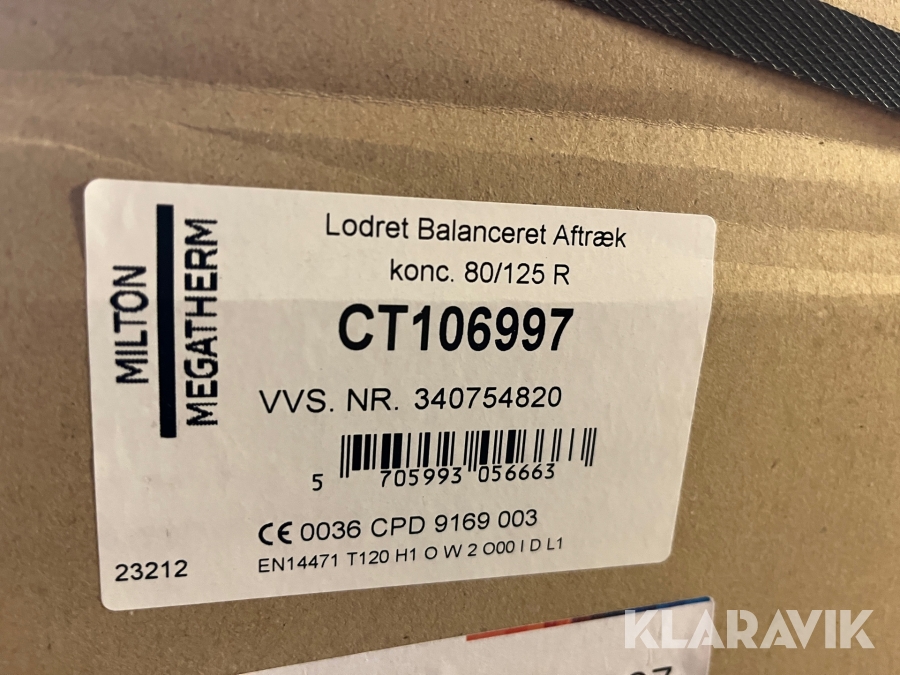 MILTON
MEGATHERM
Lodret Balanceret Aftræk
konc. 80/125 R
CT106997
VVS. NR. 340754820
5 705993 056663
CE 0036 CPD 9169 003
EN14471 T120 H1 O W 2 O00 I D L1
23212
KLARAVIK